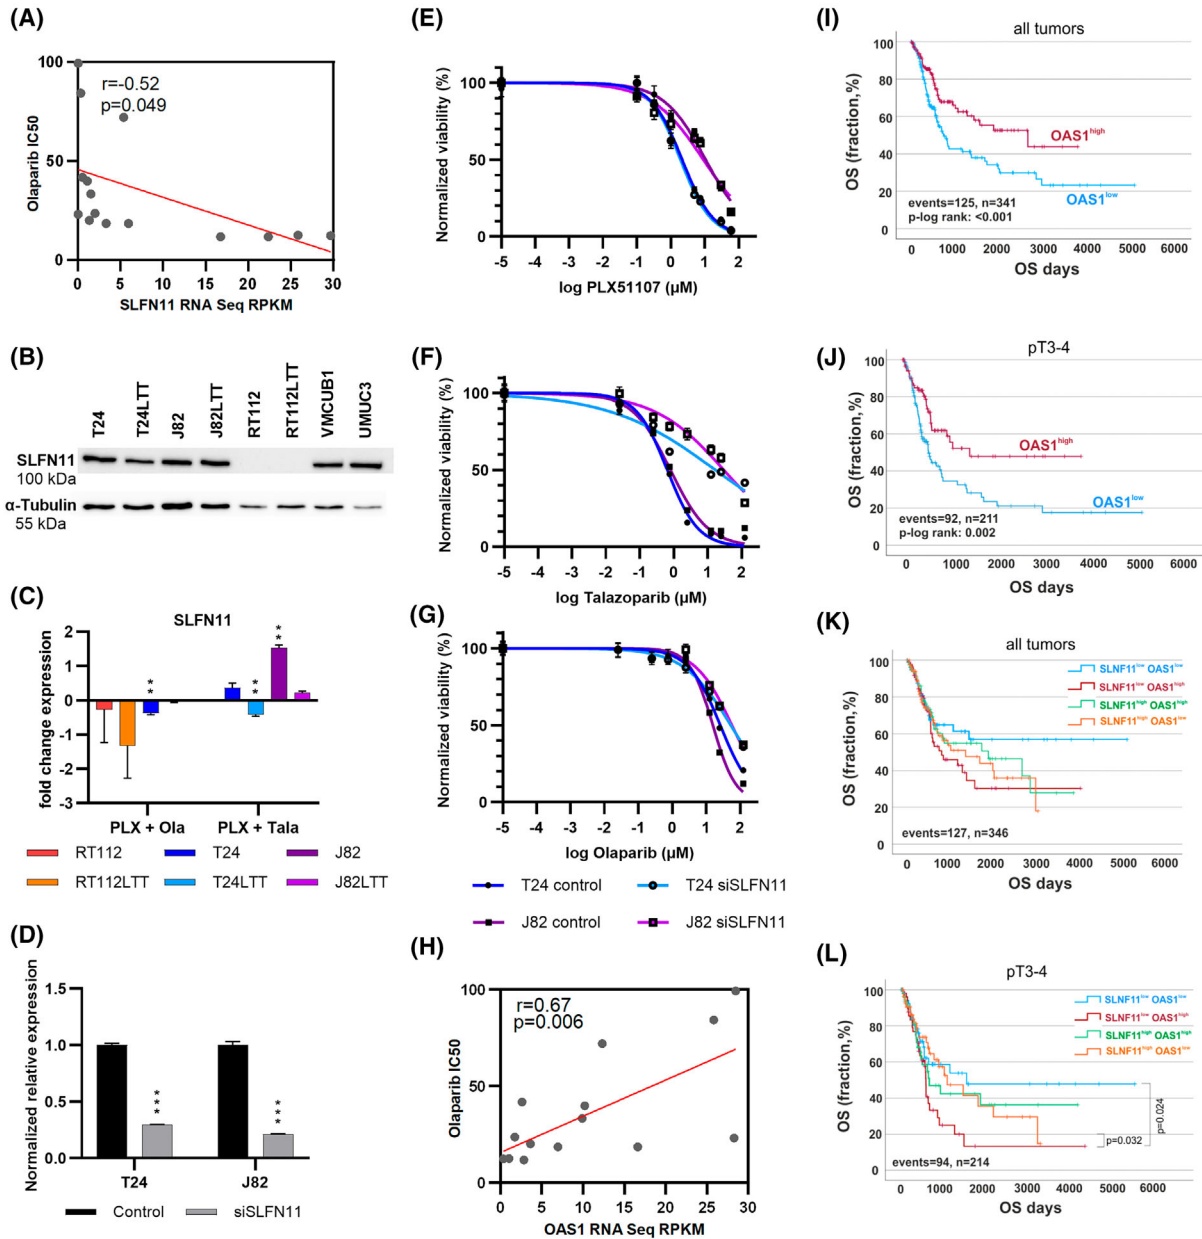 (A)
r=-0.52
p=0.049
Olaparib IC50
100
50
0
0 5 10 15 20 25 30
SLFN11 RNA Seq RPKM
(B)
T24
T24LTT
J82
J82LTT
RT112
RT112LTT
VMCUB1
UMUC3
SLFN11
100 kDa
α-Tubulin
55 kDa
(C)
SLFN11
fold change expression
2
1
0
-1
-2
-3
**
**
**
PLX + Ola PLX + Tala
RT112 T24 J82
RT112LTT T24LTT J82LTT
(D)
Normalized relative expression
1.5
1.0
0.5
0.0
***
***
T24 J82
Control siSLFN11
(E)
Normalized viability (%)
100
50
0
-5 -4 -3 -2 -1 0 1 2
log PLX51107 (µM)
(F)
Normalized viability (%)
100
50
0
-5 -4 -3 -2 -1 0 1 2
log Talazoparib (µM)
(G)
Normalized viability (%)
100
50
0
-5 -4 -3 -2 -1 0 1 2
log Olaparib (µM)
T24 control T24 siSLFN11
J82 control J82 siSLFN11
(H)
r=0.67
p=0.006
Olaparib IC50
100
50
0
0 5 10 15 20 25 30
OAS1 RNA Seq RPKM
(I)
all tumors
OS (fraction,%)
100
80
60
40
20
0
OAS1high
OAS1low
events=125, n=341
p-log rank: <0.001
0 1000 2000 3000 4000 5000 6000
OS days
(J)
pT3-4
OS (fraction,%)
100
80
60
40
20
0
OAS1high
OAS1low
events=92, n=211
p-log rank: 0.002
0 1000 2000 3000 4000 5000 6000
OS days
(K)
all tumors
OS (fraction,%)
100
80
60
40
20
0
SLNF11low OAS1low
SLNF11low OAS1high
SLNF11high OAS1high
SLNF11high OAS1low
events=127, n=346
0 1000 2000 3000 4000 5000 6000
OS days
(L)
pT3-4
OS (fraction,%)
100
80
60
40
20
0
SLNF11low OAS1low
SLNF11low OAS1high
SLNF11high OAS1high
SLNF11high OAS1low
p=0.024
p=0.032
events=94, n=214
0 1000 2000 3000 4000 5000 6000
OS days